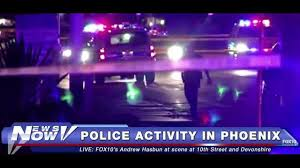 NEWS
NOW
POLICE ACTIVITY IN PHOENIX
LIVE: FOX10's Andrew Hasbun at scene at 10th Street and Devonshire